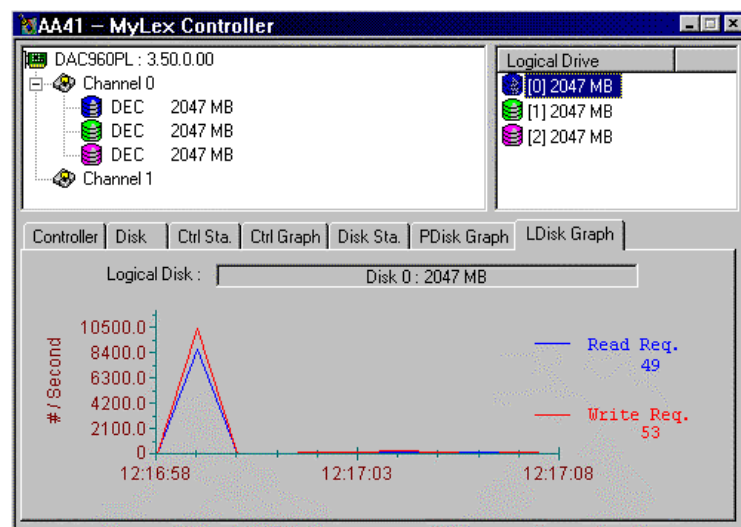 AA41 – MyLex Controller
DAC960PL : 3.50.0.00
Channel 0
DEC 2047 MB
DEC 2047 MB
DEC 2047 MB
Channel 1
Logical Drive
[0] 2047 MB
[1] 2047 MB
[2] 2047 MB
Controller Disk Ctrl Sta. Ctrl Graph Disk Sta. PDisk Graph LDisk Graph
Logical Disk : Disk 0 : 2047 MB
# / Second
10500.0
8400.0
6300.0
4200.0
2100.0
0
12:16:58 12:17:03 12:17:08
Read Req.
49
Write Req.
53